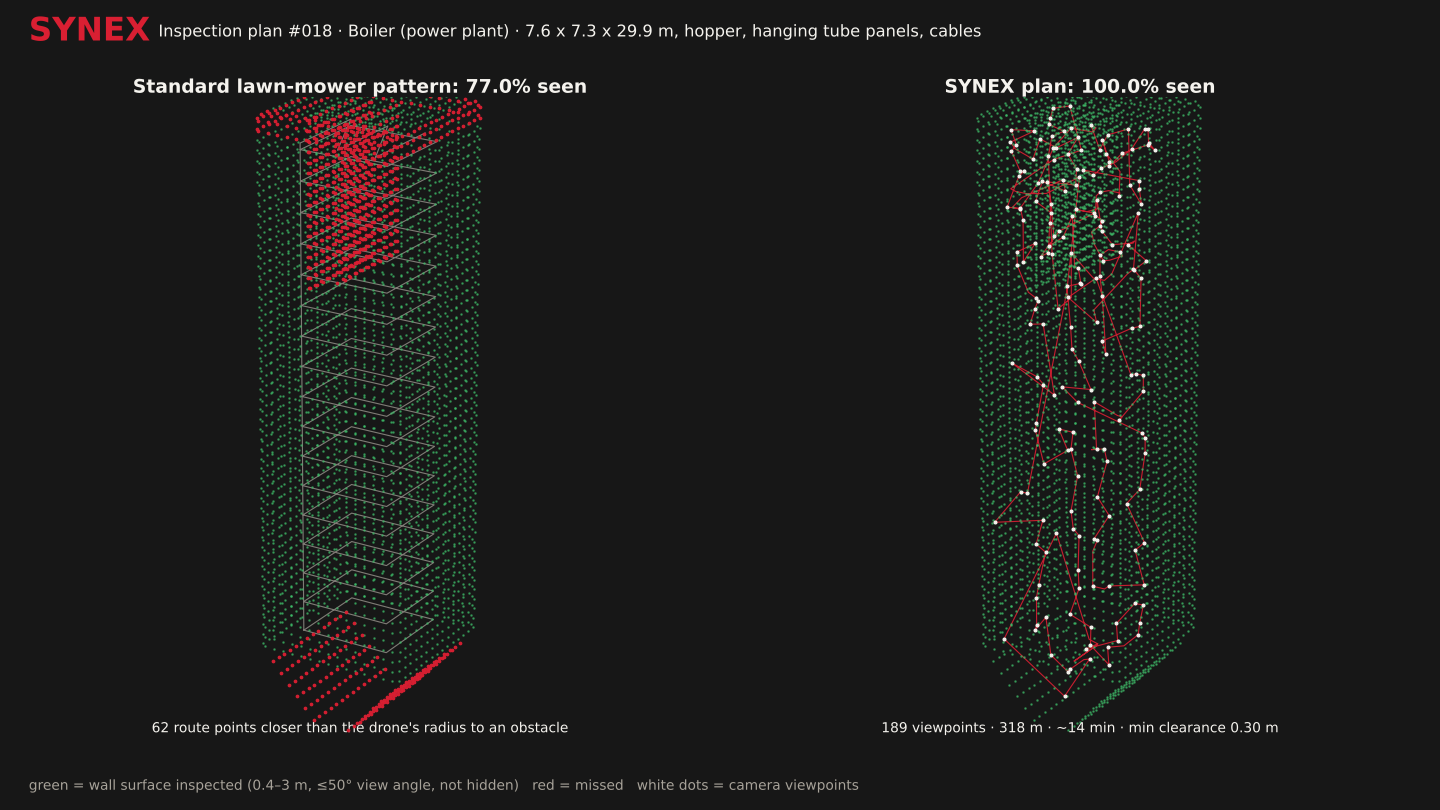 SYNEX Inspection plan #018 · Boiler (power plant) · 7.6 x 7.3 x 29.9 m, hopper, hanging tube panels, cables
Standard lawn-mower pattern: 77.0% seen
SYNEX plan: 100.0% seen
62 route points closer than the drone's radius to an obstacle
189 viewpoints · 318 m · ~14 min · min clearance 0.30 m
green = wall surface inspected (0.4–3 m, ≤50° view angle, not hidden) red = missed white dots = camera viewpoints